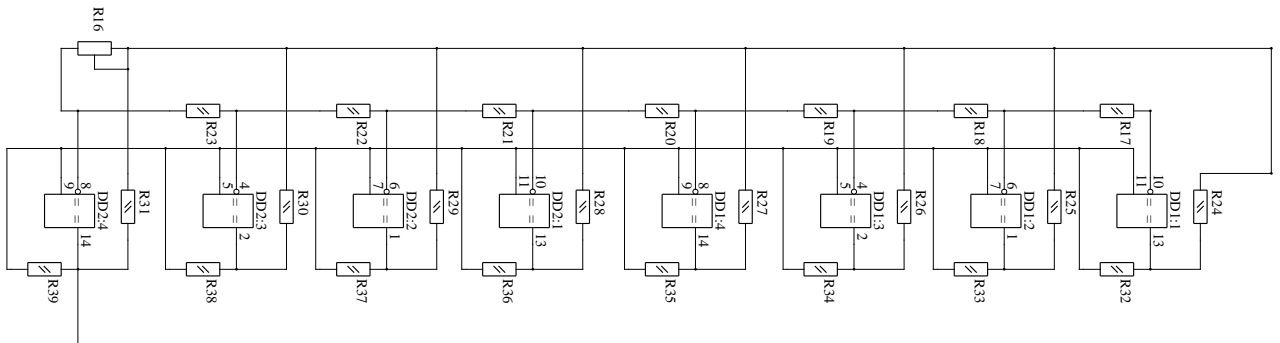 R16
R23
R22
R21
R20
R19
R18
R17
8
9
DD2:4
==
14
R31
4
5
DD2:3
==
2
R30
6
7
DD2:2
==
1
R29
10
11
DD2:1
==
13
R28
8
9
DD1:4
==
14
R27
4
5
DD1:3
==
2
R26
6
7
DD1:2
==
1
R25
10
11
DD1:1
==
13
R24
R39
R38
R37
R36
R35
R34
R33
R32